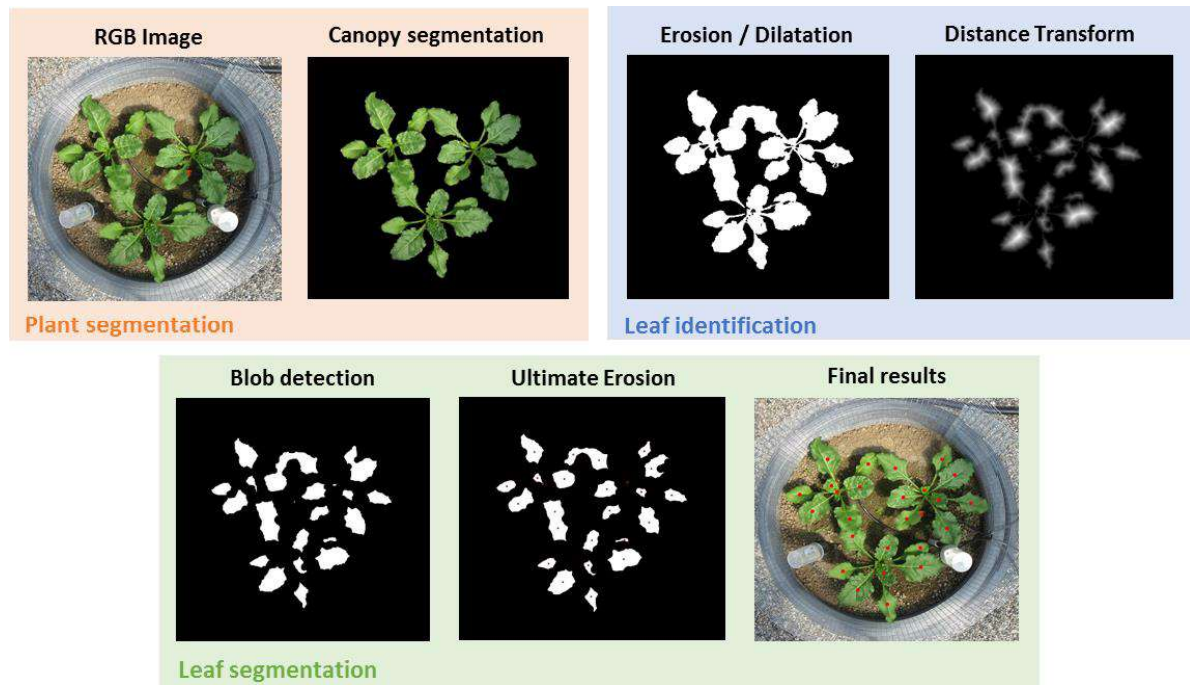 RGB Image
Canopy segmentation
Plant segmentation
Erosion / Dilatation
Distance Transform
Leaf identification
Blob detection
Ultimate Erosion
Final results
Leaf segmentation